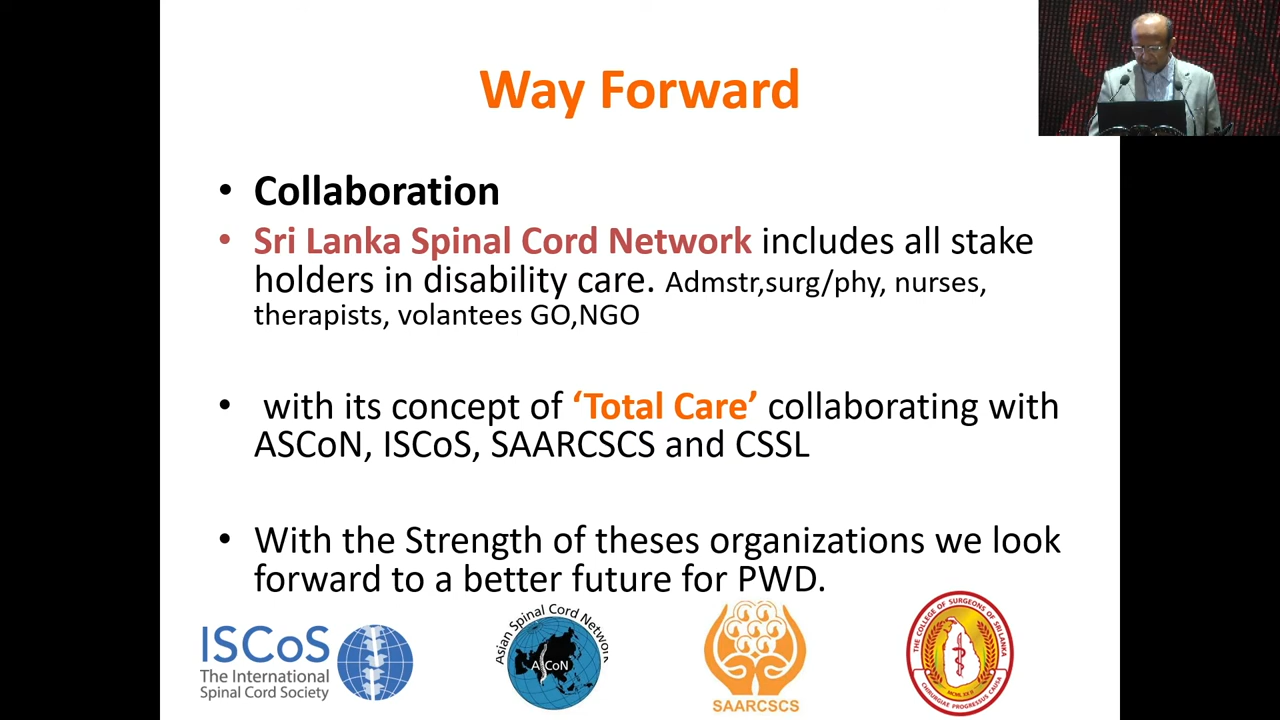 Way Forward
• Collaboration
• Sri Lanka Spinal Cord Network includes all stake
holders in disability care. Admstr,surg/phy, nurses,
therapists, volantees GO,NGO
• with its concept of ‘Total Care’ collaborating with
ASCoN, ISCoS, SAARCSCS and CSSL
• With the Strength of theses organizations we look
forward to a better future for PWD.
ISCoS
The International
Spinal Cord Society
Asian Spinal Cord Network
ASCoN
SAARCSCS
THE COLLEGE OF SURGEONS OF SRI LANKA
CHIRURGIAE PROGRESSUS CAUSA